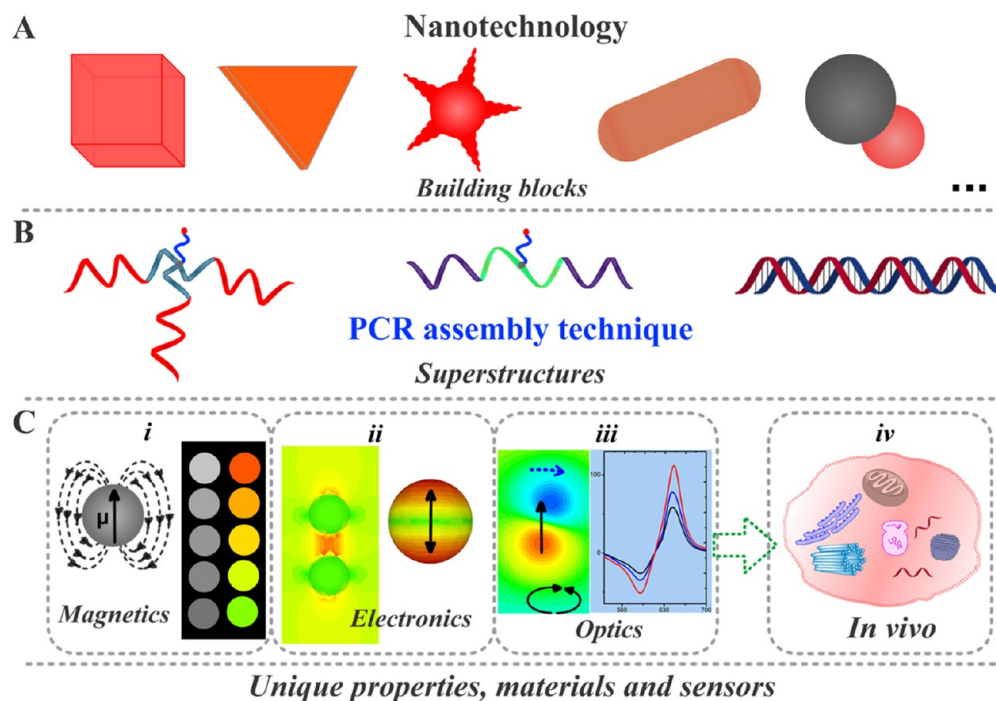 A
Nanotechnology
Building blocks
...
B
PCR assembly technique
Superstructures
C
i
ii
iii
iv
μ
100
0
560
630
700
Magnetics
Electronics
Optics
In vivo
Unique properties, materials and sensors